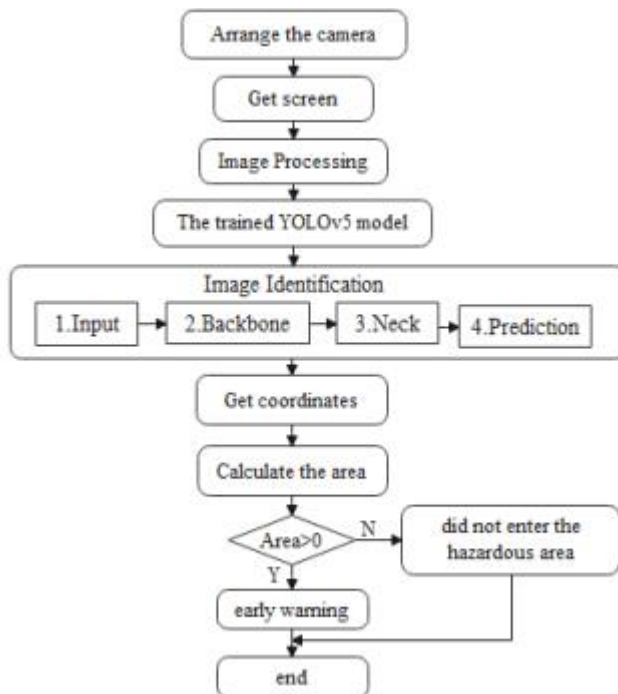 Arrange the camera
Get screen
Image Processing
The trained YOLOv5 model
Image Identification
1.Input
2.Backbone
3.Neck
4.Prediction
Get coordinates
Calculate the area
Area>0
N
did not enter the
hazardous area
Y
early warning
end